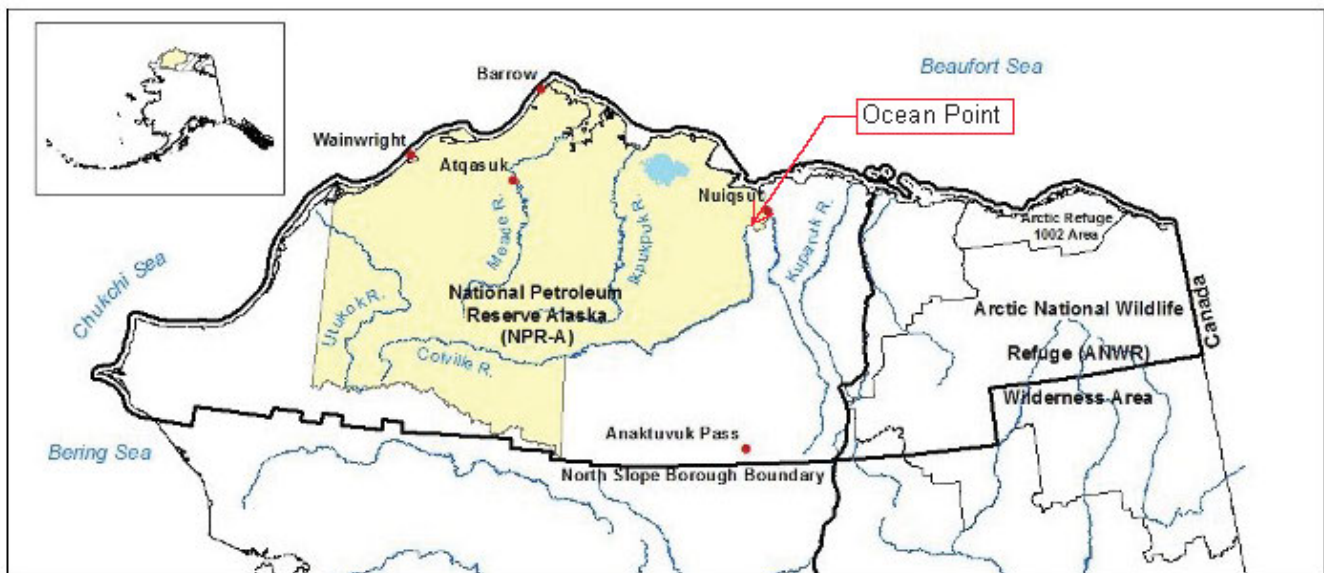 Beaufort Sea
Barrow
Ocean Point
Wainwright
Atqasuk
Nuiqsut
Meade R.
Ikpukpuk R.
Kuparuk R.
Arctic Refuge
1002 Area
Chukchi Sea
Utukok R.
National Petroleum
Reserve Alaska
(NPR-A)
Arctic National Wildlife
Refuge (ANWR)
Wilderness Area
Canada
Colville R.
Bering Sea
Anaktuvuk Pass
North Slope Borough Boundary